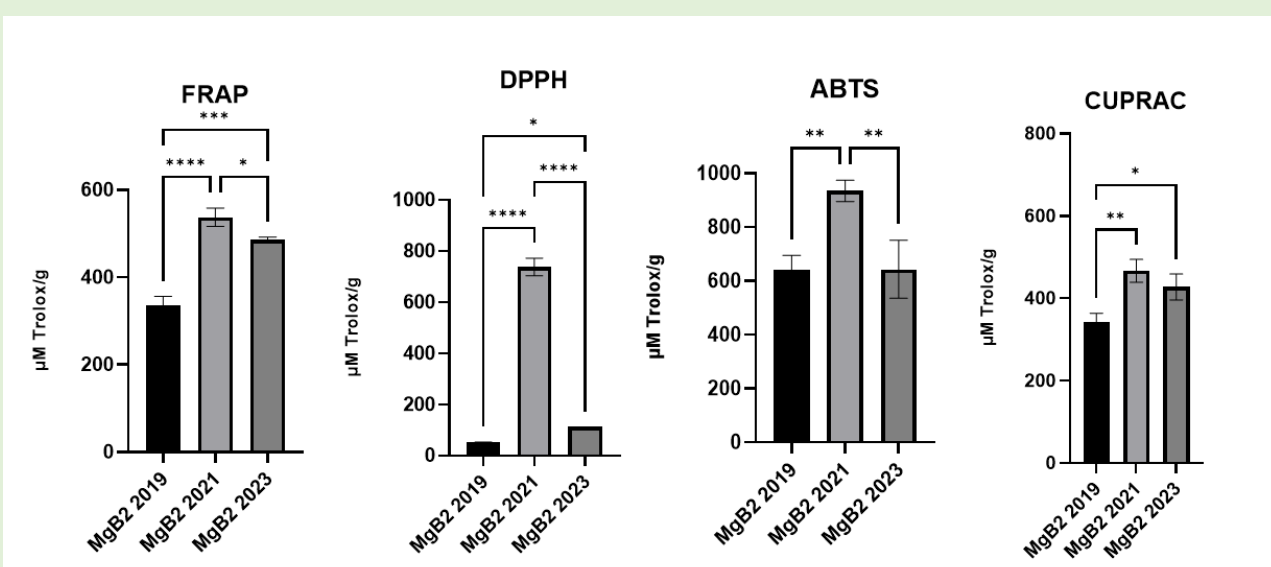 FRAP
***
****
*
600
400
200
0
µM Trolox/g
MgB2 2019
MgB2 2021
MgB2 2023
DPPH
*
****
****
1000
800
600
400
200
0
µM Trolox/g
MgB2 2019
MgB2 2021
MgB2 2023
ABTS
**
**
1000
800
600
400
200
0
µM Trolox/g
MgB2 2019
MgB2 2021
MgB2 2023
CUPRAC
*
**
800
600
400
200
0
µM Trolox/g
MgB2 2019
MgB2 2021
MgB2 2023